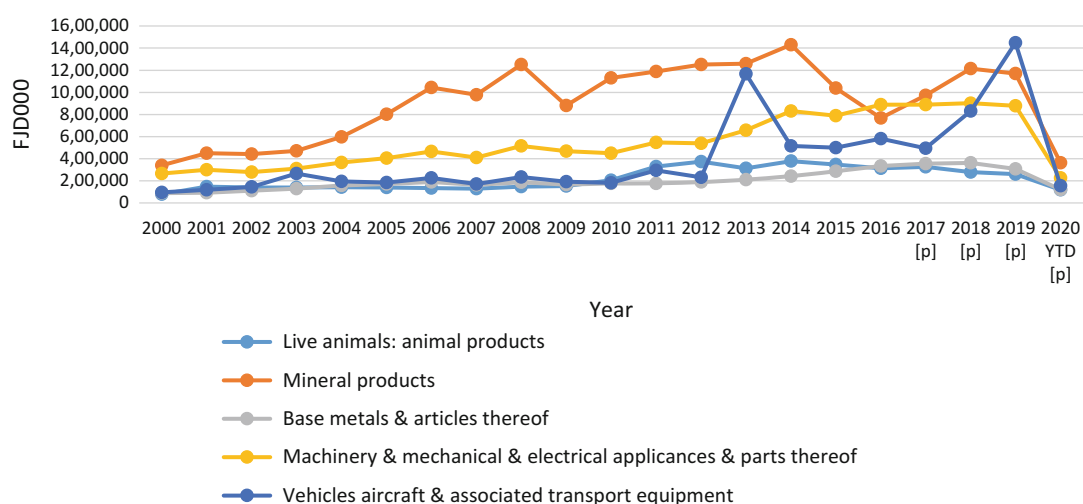 16,00,000
14,00,000
12,00,000
10,00,000
8,00,000
6,00,000
4,00,000
2,00,000
0
FJD000
2000 2001 2002 2003 2004 2005 2006 2007 2008 2009 2010 2011 2012 2013 2014 2015 2016 2017 2018 2019 2020
[p] [p] [p] YTD
[p]
Year
Live animals: animal products
Mineral products
Base metals & articles thereof
Machinery & mechanical & electrical applicances & parts thereof
Vehicles aircraft & associated transport equipment